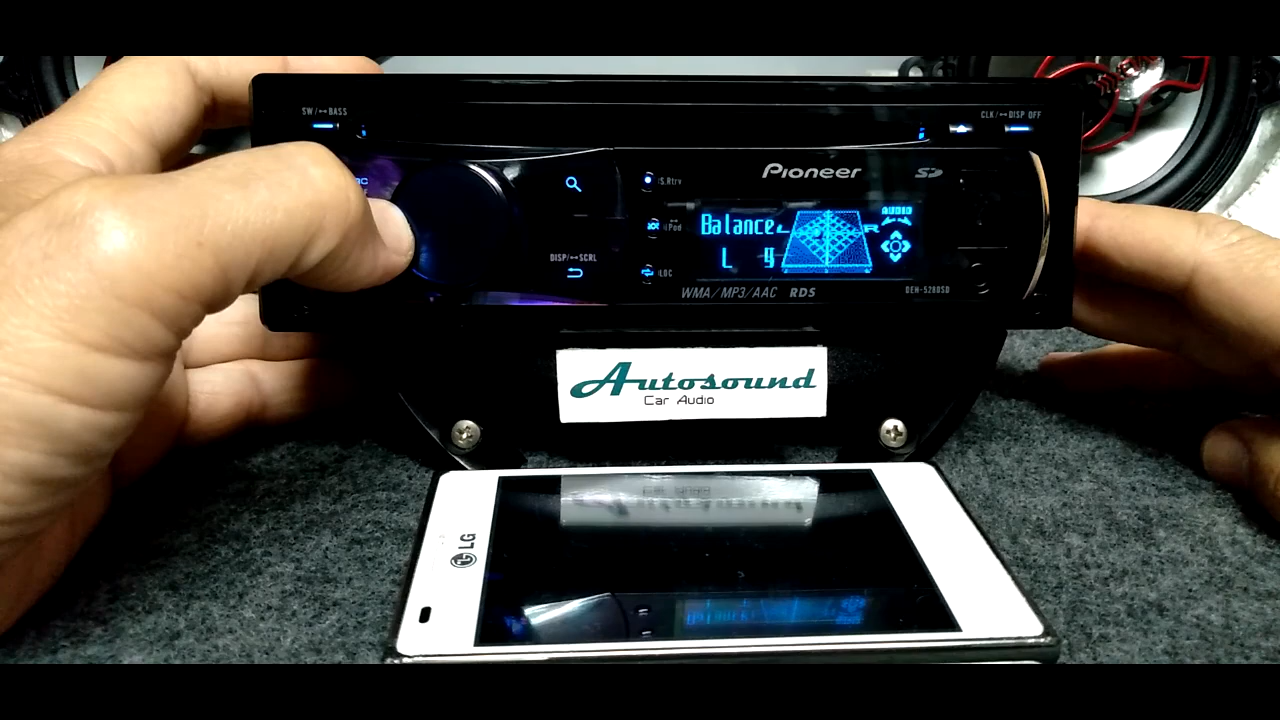 SW/ BASS
CLK/ DISP OFF
Pioneer
SD
S.Rtrv
iPod
AUDIO
Balance L R
L
DISP/ SCRL
LOC
WMA/MP3/AAC RDS
DEH-5280SD
Autosound
Car Audio
LG